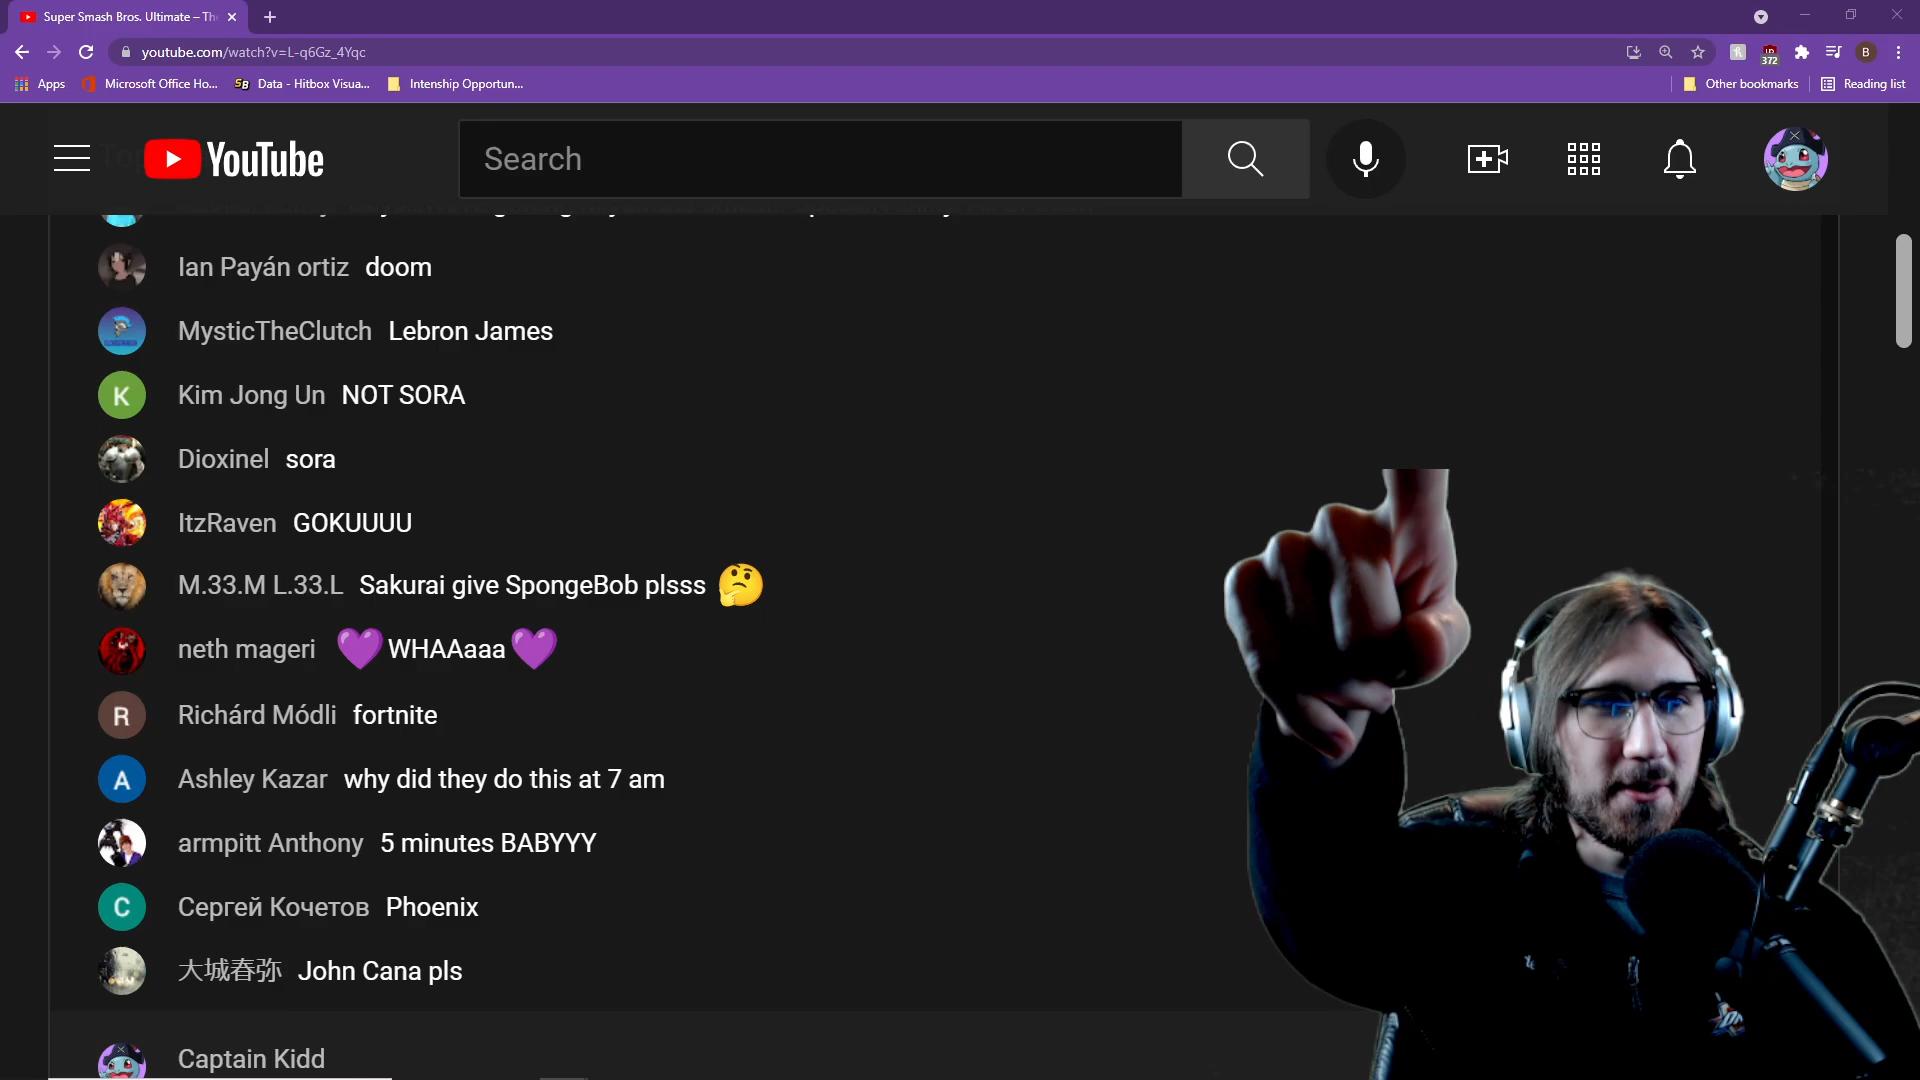 Super Smash Bros. Ultimate – Th
youtube.com/watch?v=L-q6Gz_4Yqc
372
B
Apps
Microsoft Office Ho...
SB
Data - Hitbox Visua...
Intenship Opportun...
Other bookmarks
Reading list
YouTube
Search
Ian Payán ortiz doom
MysticTheClutch Lebron James
K Kim Jong Un NOT SORA
Dioxinel sora
ItzRaven GOKUUUU
M.33.M L.33.L Sakurai give SpongeBob plsss 🤔
neth mageri 💜WHAAaaa💜
R Richárd Módli fortnite
A Ashley Kazar why did they do this at 7 am
armpitt Anthony 5 minutes BABYYY
C Сергей Кочетов Phoenix
大城春弥 John Cana pls
Captain Kidd